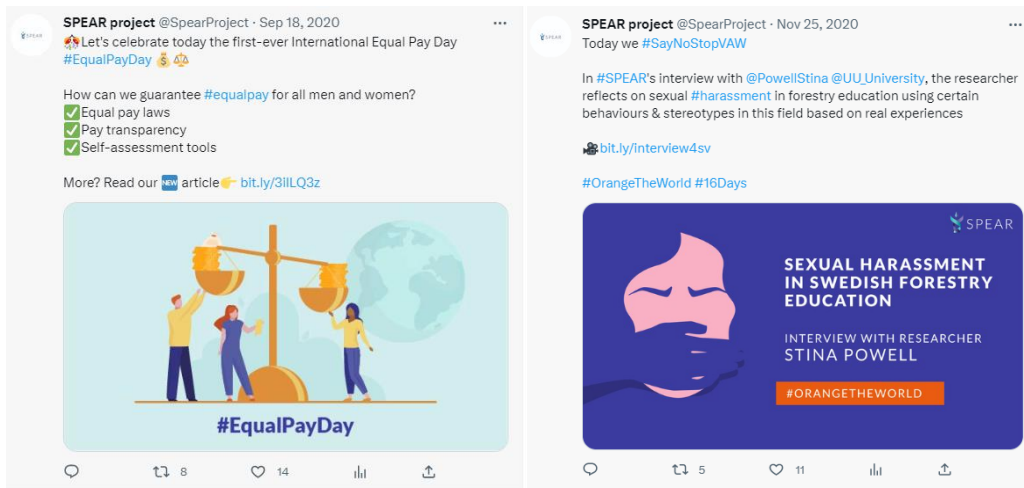 SPEAR project @SpearProject · Sep 18, 2020
Let's celebrate today the first-ever International Equal Pay Day
#EqualPayDay
How can we guarantee #equalpay for all men and women?
Equal pay laws
Pay transparency
Self-assessment tools
More? Read our NEW article bit.ly/3iILQ3z
#EqualPayDay
8
14
SPEAR
SPEAR project @SpearProject · Nov 25, 2020
Today we #SayNoStopVAW
In #SPEAR's interview with @PowellStina @UU_University, the researcher
reflects on sexual #harassment in forestry education using certain
behaviours & stereotypes in this field based on real experiences
bit.ly/interview4sv
#OrangeTheWorld #16Days
SPEAR
SEXUAL HARASSMENT
IN SWEDISH FORESTRY
EDUCATION
INTERVIEW WITH RESEARCHER
STINA POWELL
#ORANGETHEWORLD
5
11
SPEAR